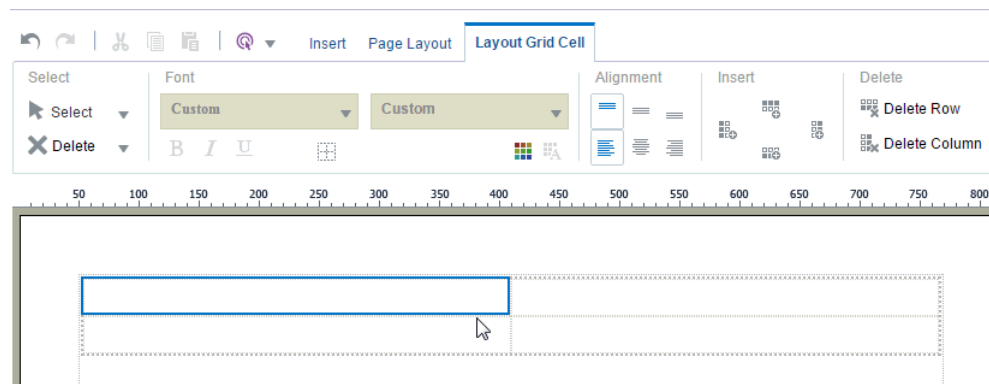 Insert Page Layout Layout Grid Cell
Select Font Alignment Insert Delete
Select Custom Custom Delete Row
Delete B I U A Delete Column
50 100 150 200 250 300 350 400 450 500 550 600 650 700 750 800